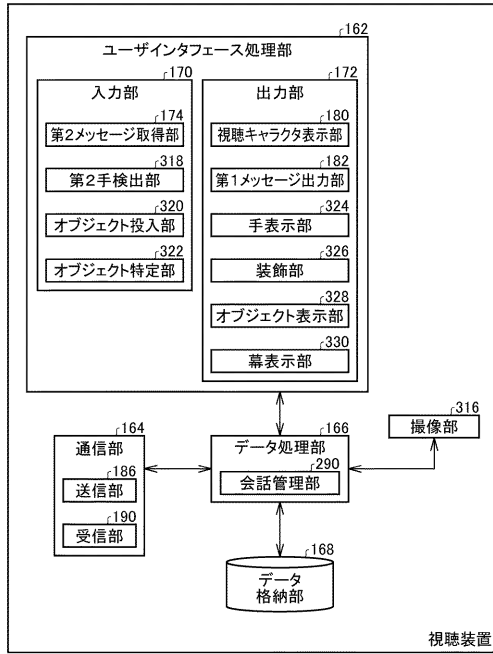 162
ユーザインタフェース処理部
170
入力部
174
第2メッセージ取得部
318
第2手検出部
320
オブジェクト投入部
322
オブジェクト特定部
172
出力部
180
視聴キャラクタ表示部
182
第1メッセージ出力部
324
手表示部
326
装飾部
328
オブジェクト表示部
330
幕表示部
164
通信部
186
送信部
190
受信部
166
データ処理部
290
会話管理部
316
撮像部
168
データ
格納部
視聴装置